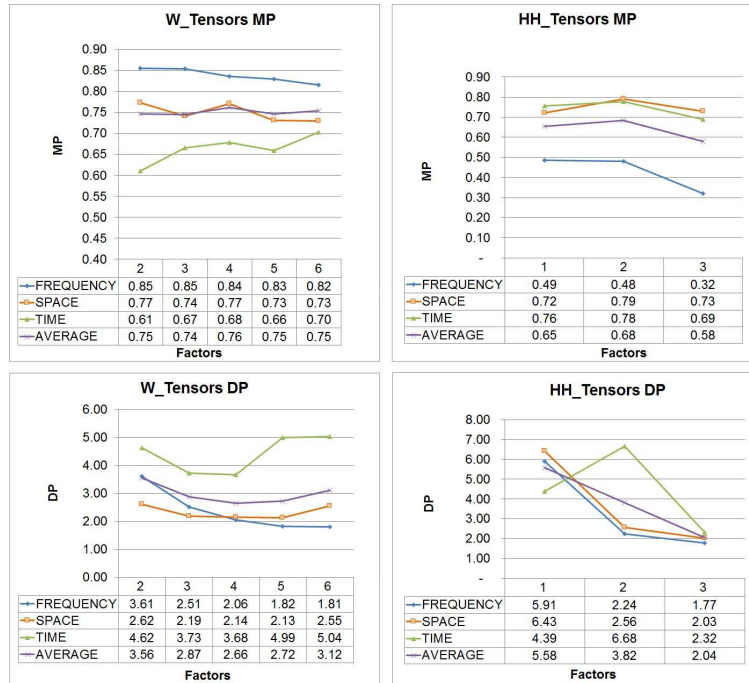 W_Tensors MP
0.90
0.85
0.80
0.75
0.70
0.65
0.60
0.55
0.50
0.45
0.40
MP
2 3 4 5 6
FREQUENCY 0.85 0.85 0.84 0.83 0.82
SPACE 0.77 0.74 0.77 0.73 0.73
TIME 0.61 0.67 0.68 0.66 0.70
AVERAGE 0.75 0.74 0.76 0.75 0.75
Factors
HH_Tensors MP
0.90
0.80
0.70
0.60
0.50
0.40
0.30
0.20
0.10
-
MP
1 2 3
FREQUENCY 0.49 0.48 0.32
SPACE 0.72 0.79 0.73
TIME 0.76 0.78 0.69
AVERAGE 0.65 0.68 0.58
Factors
W_Tensors DP
6.00
5.00
4.00
3.00
2.00
1.00
0.00
DP
2 3 4 5 6
FREQUENCY 3.61 2.51 2.06 1.82 1.81
SPACE 2.62 2.19 2.14 2.13 2.55
TIME 4.62 3.73 3.68 4.99 5.04
AVERAGE 3.56 2.87 2.66 2.72 3.12
Factors
HH_Tensors DP
8.00
7.00
6.00
5.00
4.00
3.00
2.00
1.00
-
DP
1 2 3
FREQUENCY 5.91 2.24 1.77
SPACE 6.43 2.56 2.03
TIME 4.39 6.68 2.32
AVERAGE 5.58 3.82 2.04
Factors